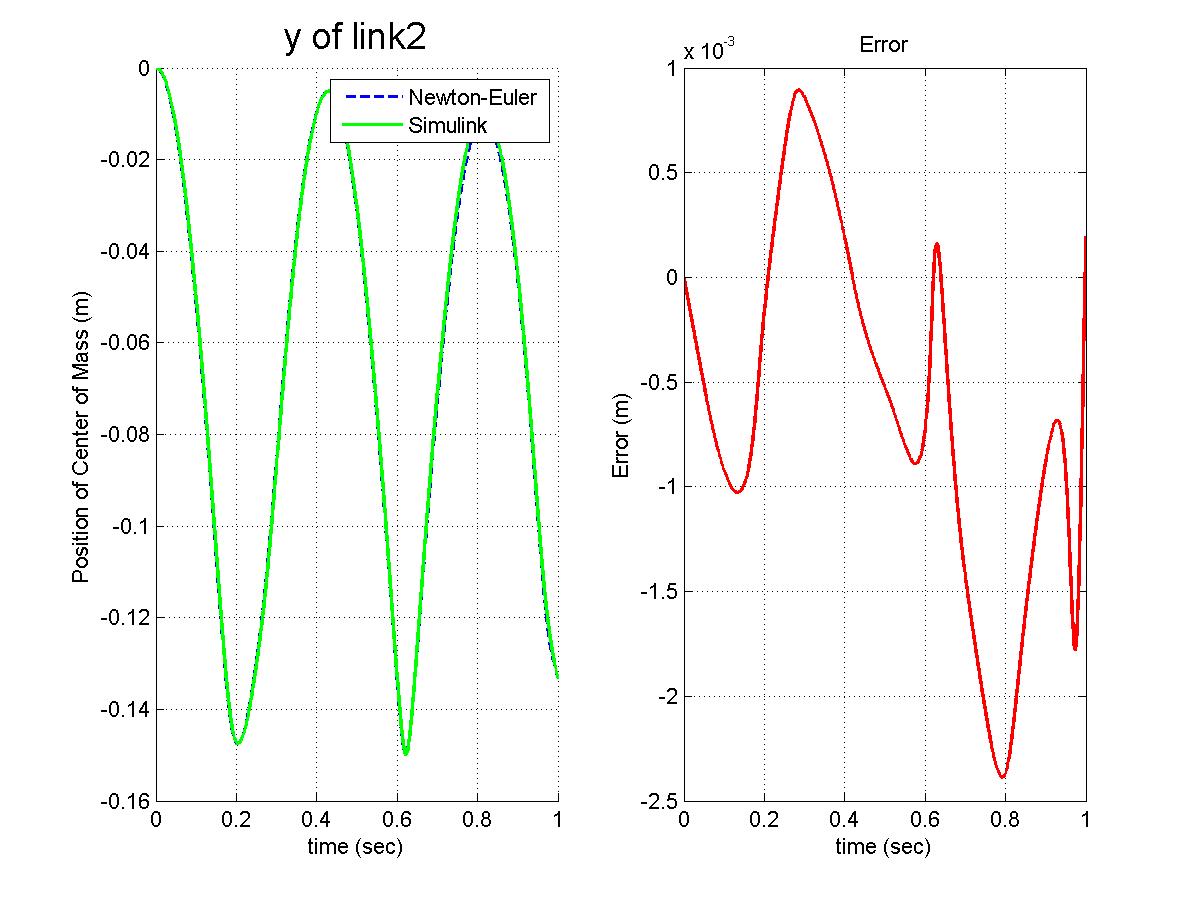 y of link2
Newton-Euler
Simulink
0
-0.02
-0.04
-0.06
-0.08
-0.1
-0.12
-0.14
-0.16
0 0.2 0.4 0.6 0.8 1
time (sec)
Position of Center of Mass (m)
Error
x 10^-3
1
0.5
0
-0.5
-1
-1.5
-2
-2.5
0 0.2 0.4 0.6 0.8 1
time (sec)
Error (m)